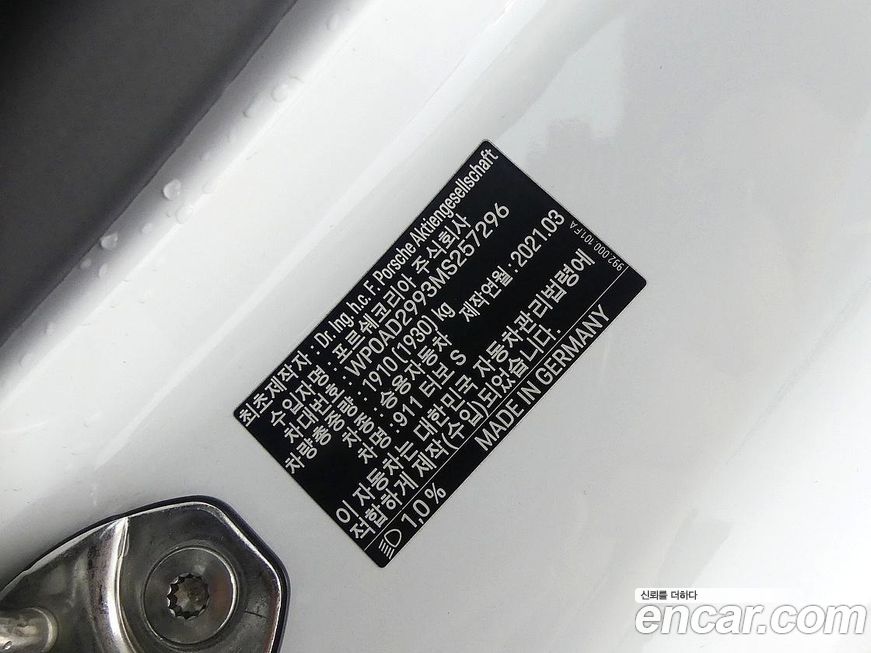 최초제작자 : Dr. Ing. h.c. F. Porsche Aktiengesellschaft
수입자명 : 포르쉐코리아 주식회사
차대번호 : WP0AD2993MS257296
차량총중량 : 1910(1930) kg
차종 : 승용자동차 제작연월 : 2021.03
차명 : 911 터보 S
992.000.101.FA
이 자동차는 대한민국 자동차관리법령에
적합하게 제작(수입)되었습니다.
1,0% MADE IN GERMANY
신뢰를 더하다
encar.com